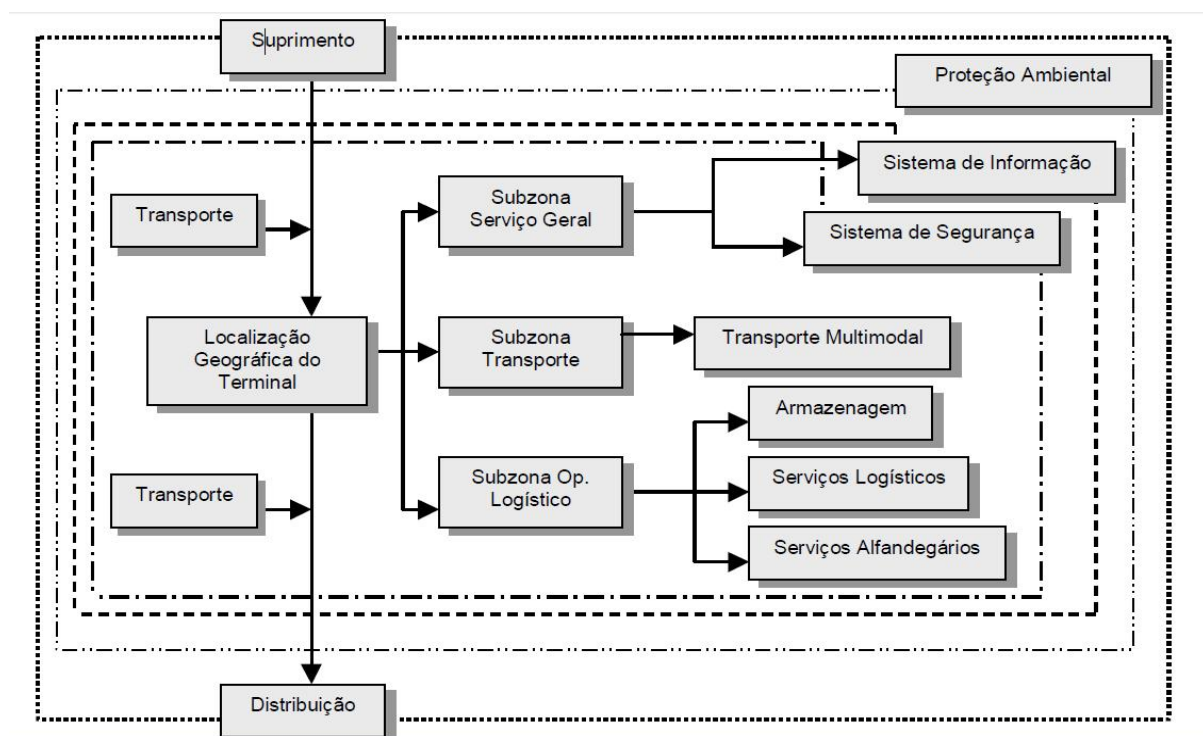 Suprimento
Proteção Ambiental
Sistema de Informação
Subzona
Serviço Geral
Transporte
Sistema de Segurança
Localização
Geográfica do
Terminal
Subzona
Transporte
Transporte Multimodal
Armazenagem
Transporte
Subzona Op.
Logístico
Serviços Logísticos
Serviços Alfandegários
Distribuição